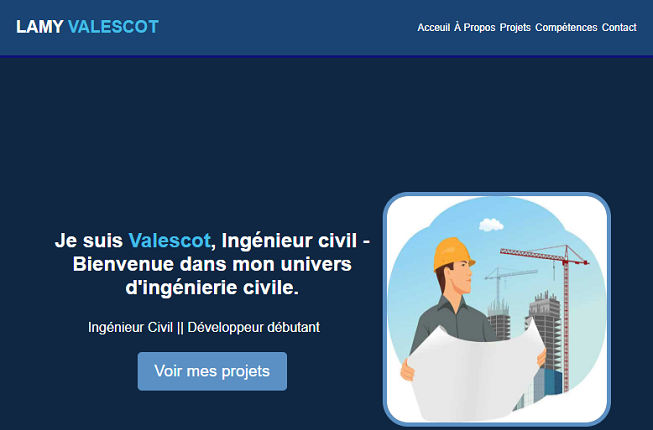 LAMY VALESCOT
Acceuil À Propos Projets Compétences Contact
Je suis Valescot, Ingénieur civil -
Bienvenue dans mon univers
d'ingénierie civile.
Ingénieur Civil || Développeur débutant
Voir mes projets